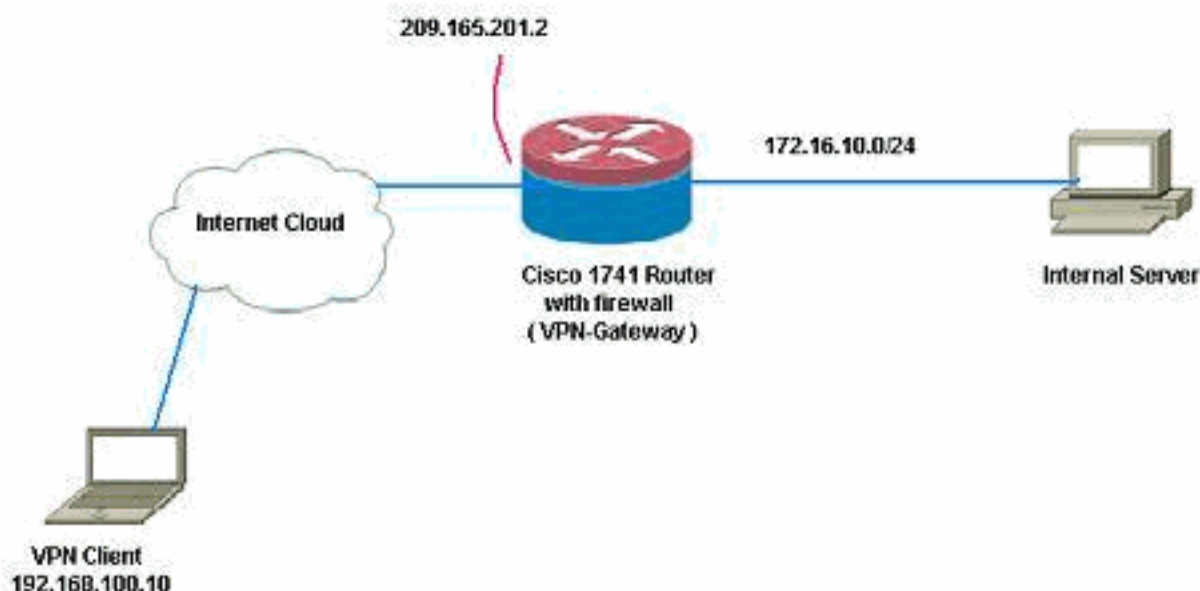 209.165.201.2
172.16.10.0/24
Internet Cloud
Cisco 1741 Router
with firewall
( VPN-Gateway )
Internal Server
VPN Client
192.168.100.10